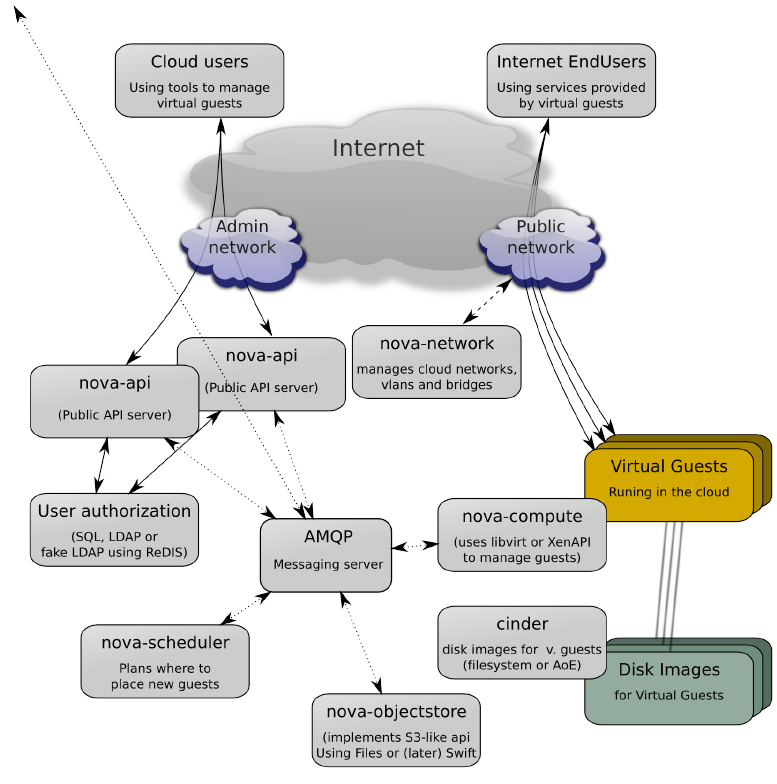 Cloud users
Using tools to manage
virtual guests
Internet EndUsers
Using services provided
by virtual guests
Internet
Admin
network
Public
network
nova-network
manages cloud networks,
vlans and bridges
nova-api
(Public API server)
nova-api
(Public API server)
Virtual Guests
Runing in the cloud
User authorization
(SQL, LDAP or
fake LDAP using ReDIS)
AMQP
Messaging server
nova-compute
(uses libvirt or XenAPI
to manage guests)
nova-scheduler
Plans where to
place new guests
cinder
disk images for v. guests
(filesystem or AoE)
Disk Images
for Virtual Guests
nova-objectstore
(implements S3-like api
Using Files or (later) Swift